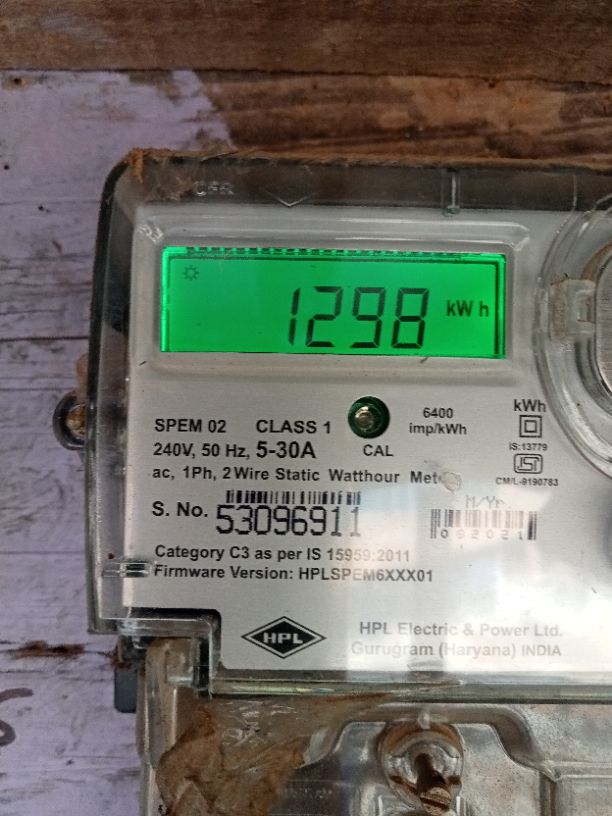 1298 kWh
SPEM 02 CLASS 1
240V, 50 Hz, 5-30A
CAL
6400
imp/kWh
kWh
IS:13779
CM/L-9190783
ac, 1Ph, 2 Wire Static Watthour
S. No. 53096911
M/Yr
092021
Category C3 as per IS 15959:2011
Firmware Version: HPLSPEM6XXX01
HPL
HPL Electric & Power Ltd.
Gurugram (Haryana) INDIA